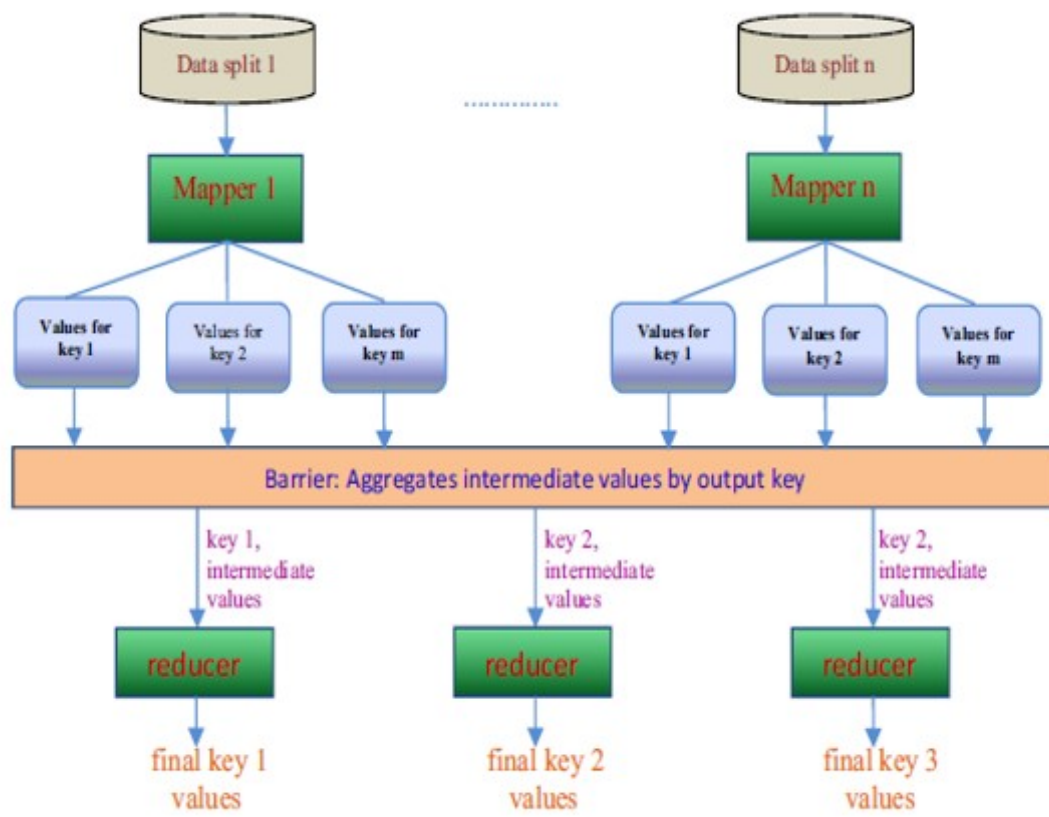 Data split 1
Data split n
.............
Mapper 1
Mapper n
Values for
key 1
Values for
key 2
Values for
key m
Values for
key 1
Values for
key 2
Values for
key m
Barrier: Aggregates intermediate values by output key
key 1,
intermediate
values
key 2,
intermediate
values
key 2,
intermediate
values
reducer
reducer
reducer
final key 1
values
final key 2
values
final key 3
values